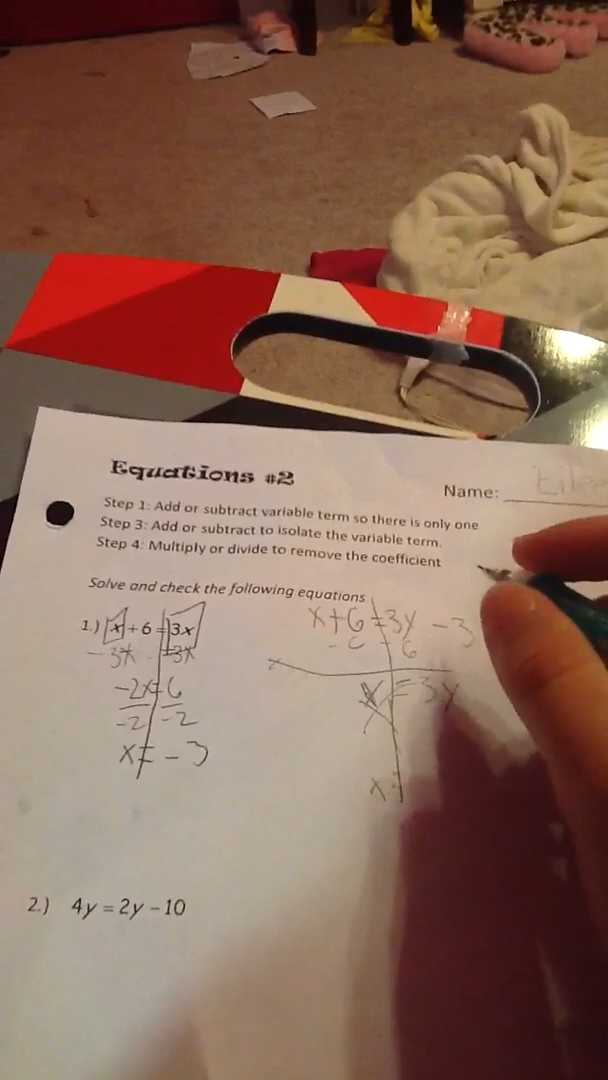 Equations #2
Name:
Step 1: Add or subtract variable term so there is only one
Step 3: Add or subtract to isolate the variable term.
Step 4: Multiply or divide to remove the coefficient
Solve and check the following equations
1.) x + 6 = 3x
-3x -3x
-2x = 6
-2 -2
x = -3
x + 6 = 3y - 3
-6 -6
x
x = 3y
x =
2.) 4y = 2y - 10